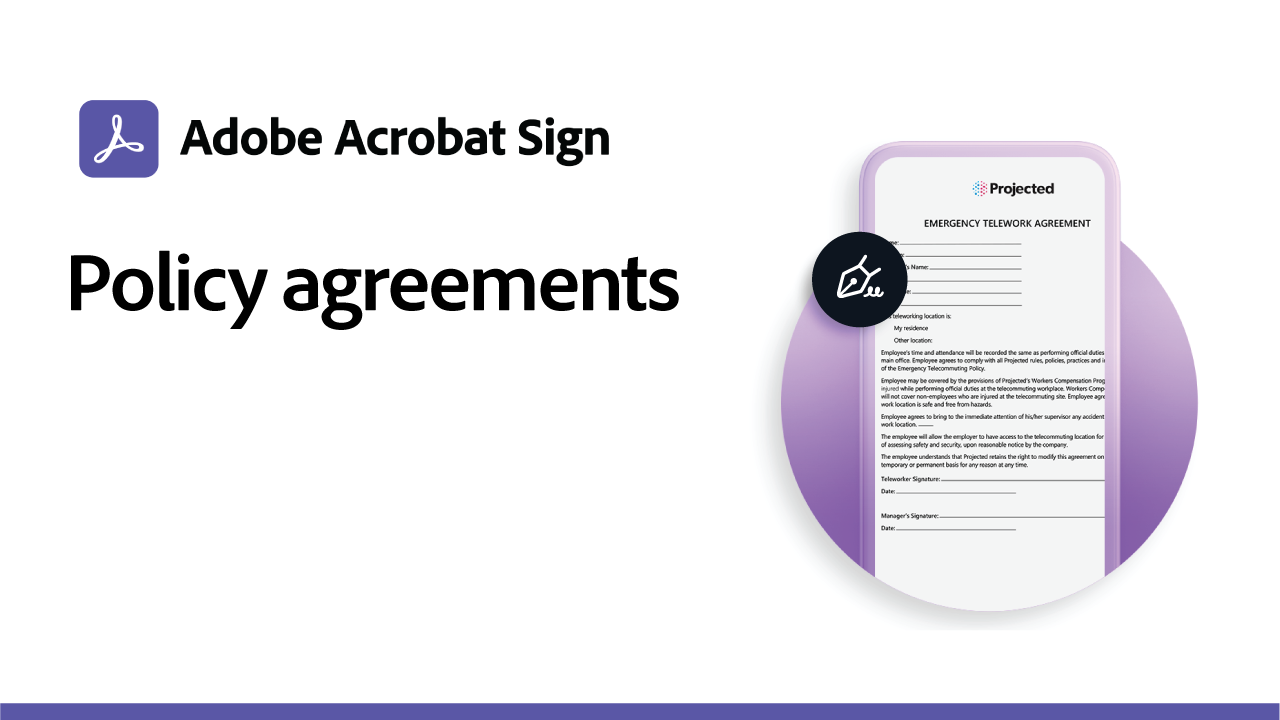 Adobe Acrobat Sign
Policy agreements
Projected
EMERGENCY TELEWORK AGREEMENT
's Name:
teleworking location is:
My residence
Other location:
Employee's time and attendance will be recorded the same as performing official duties
main office. Employee agrees to comply with all Projected rules, policies, practices and
of the Emergency Telecommuting Policy.
Employee may be covered by the provisions of Projected's Workers Compensation Prog
injured while performing official duties at the telecommuting workplace. Workers Comp
will not cover non-employees who are injured at the telecommuting site. Employee agre
work location is safe and free from hazards.
Employee agrees to bring to the immediate attention of his/her supervisor any accident
work location.
The employee will allow the employer to have access to the telecommuting location for
of assessing safety and security, upon reasonable notice by the company.
The employee understands that Projected retains the right to modify this agreement on
temporary or permanent basis for any reason at any time.
Teleworker Signature:
Date:
Manager's Signature:
Date: